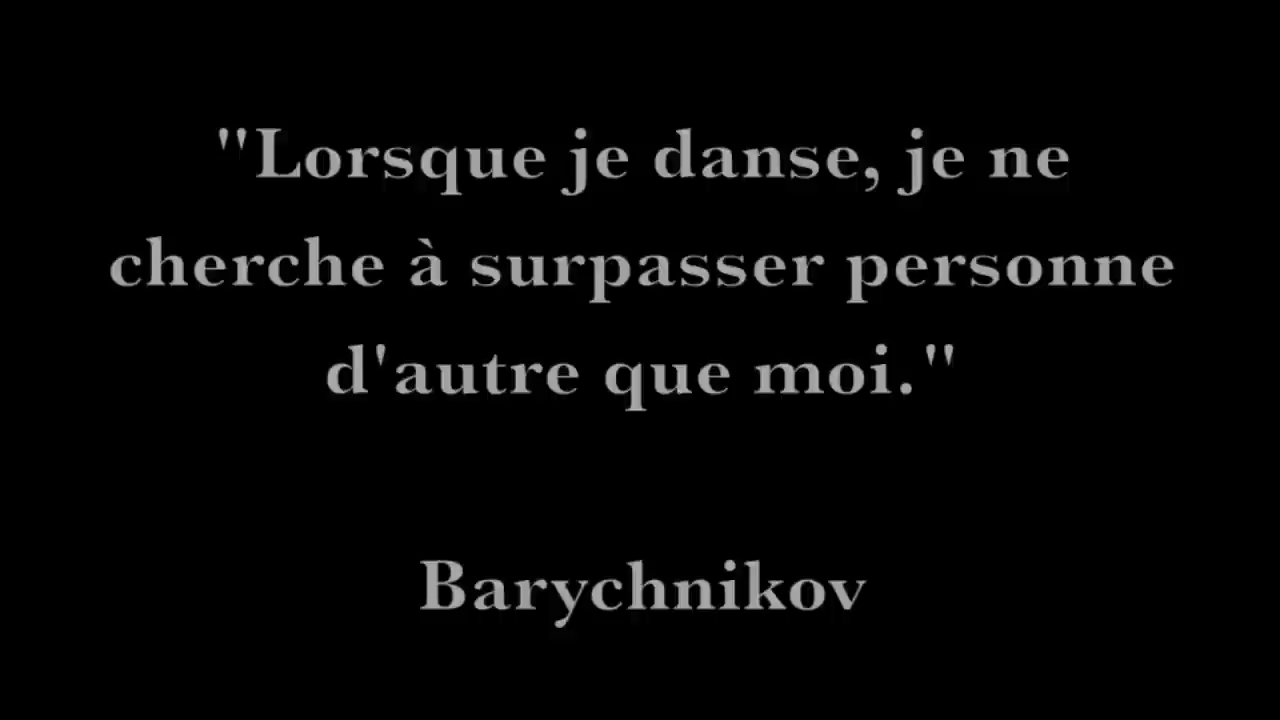 "Lorsque je danse, je ne
cherche à surpasser personne
d'autre que moi."
Barychnikov